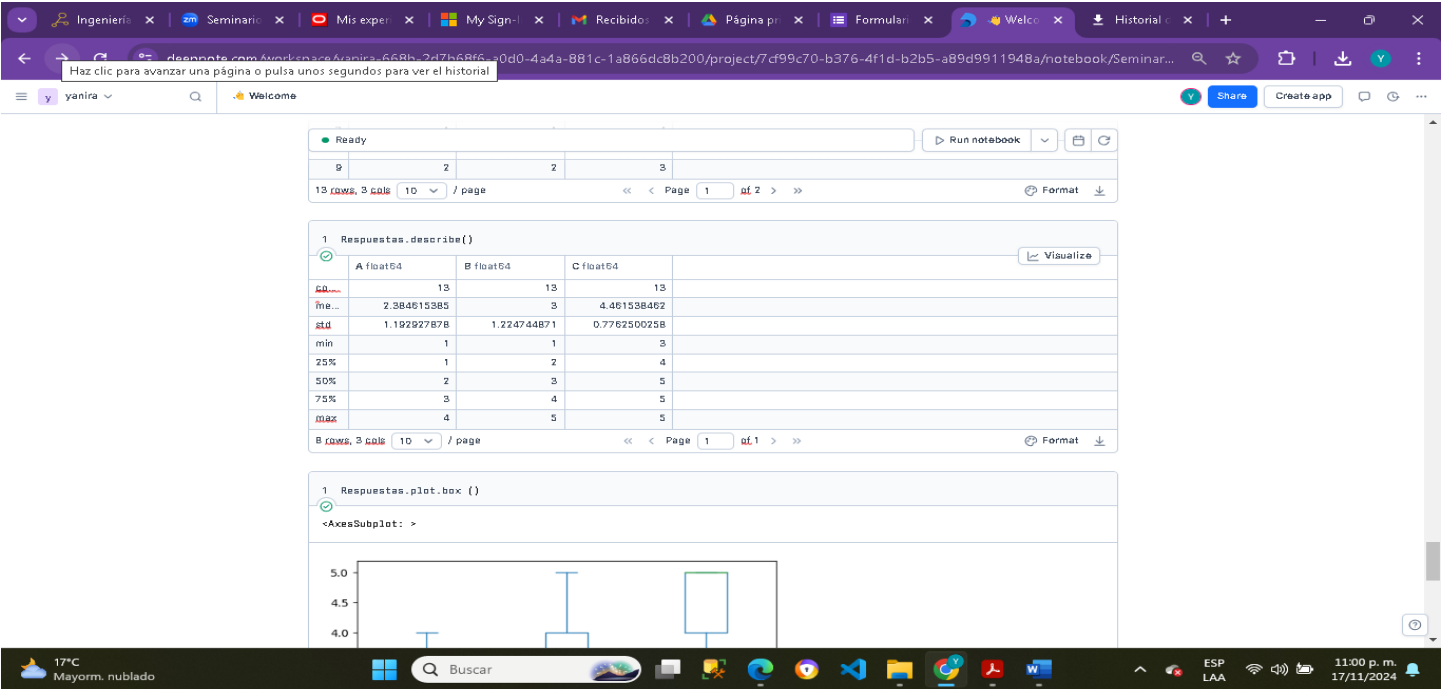 Ingeniería
Seminario
Mis exper
My Sign-I
Recibidos
Página pr
Formulari
Welco
Historial
deepnote.com/workspace/yanira-668b-2d7b68f6-a0d0-4a4a-881c-1a866dc8b200/project/7cf99c70-b376-4f1d-b2b5-a89d9911948a/notebook/Seminar...
Y
Haz clic para avanzar una página o pulsa unos segundos para ver el historial
y yanira
Welcome
Y Share Create app
Ready
Run notebook
9 2 2 3
13 rows, 3 cols 10 / page
Page 1 of 2
Format
1 Respuestas.describe()
Visualize
A float64 B float64 C float64
co... 13 13 13
me... 2.384615385 3 4.461538462
std 1.192927878 1.224744871 0.776250258
min 1 1 3
25% 1 2 4
50% 2 3 5
75% 3 4 5
max 4 5 5
8 rows, 3 cols 10 / page
Page 1 of 1
Format
1 Respuestas.plot.box ()
<AxesSubplot: >
5.0
4.5
4.0
17°C
Mayorm. nublado
Buscar
ESP
LAA
11:00 p. m.
17/11/2024